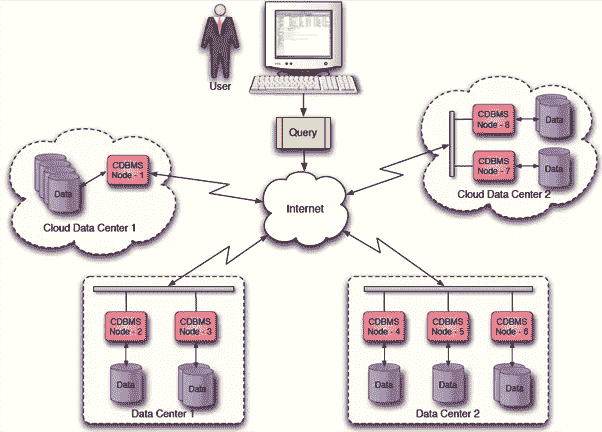 User
Query
CDBMS
Node - 8
Data
CDBMS
Node - 7
Data
Cloud Data Center 2
CDBMS
Node - 1
Data
Cloud Data Center 1
Internet
CDBMS
Node - 2
CDBMS
Node - 3
Data
Data
Data Center 1
CDBMS
Node - 4
CDBMS
Node - 5
CDBMS
Node - 6
Data
Data
Data
Data Center 2